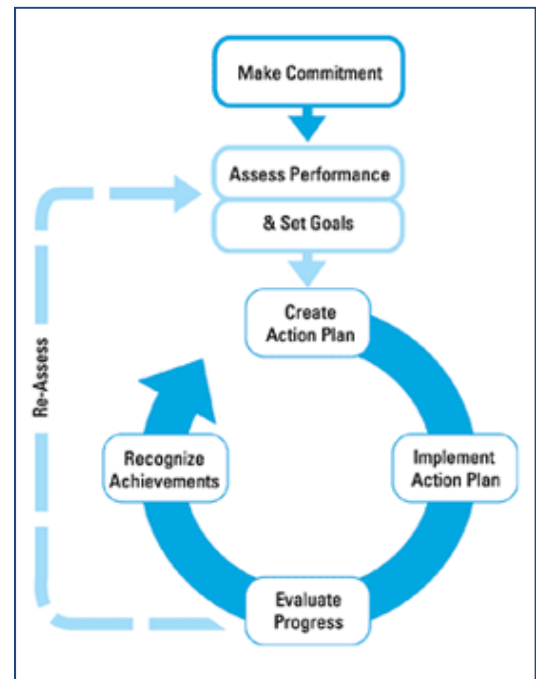 Make Commitment
Assess Performance
& Set Goals
Create
Action Plan
Re-Assess
Recognize
Achievements
Implement
Action Plan
Evaluate
Progress